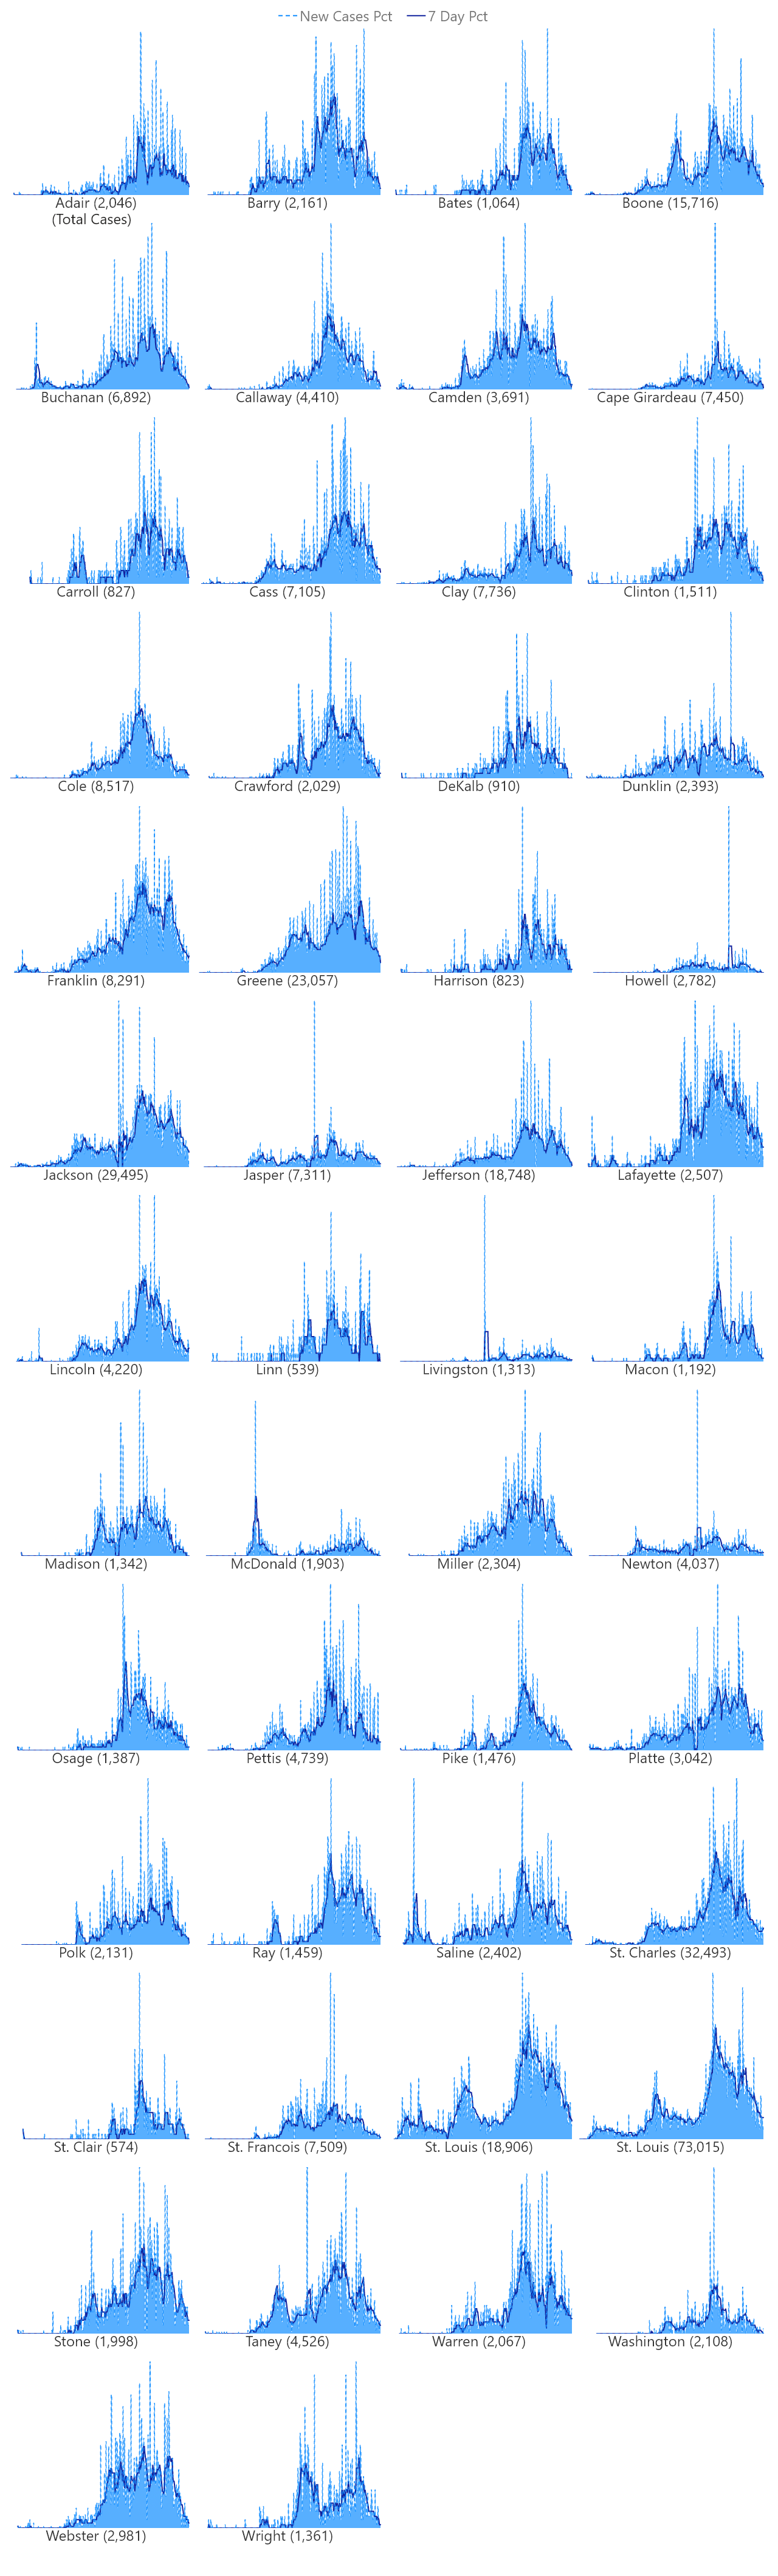 New Cases Pct 7 Day Pct
Adair (2,046) Barry (2,161) Bates (1,064) Boone (15,716)
(Total Cases)
Buchanan (6,892) Callaway (4,410) Camden (3,691) Cape Girardeau (7,450)
Carroll (827) Cass (7,105) Clay (7,736) Clinton (1,511)
Cole (8,517) Crawford (2,029) DeKalb (910) Dunklin (2,393)
Franklin (8,291) Greene (23,057) Harrison (823) Howell (2,782)
Jackson (29,495) Jasper (7,311) Jefferson (18,748) Lafayette (2,507)
Lincoln (4,220) Linn (539) Livingston (1,313) Macon (1,192)
Madison (1,342) McDonald (1,903) Miller (2,304) Newton (4,037)
Osage (1,387) Pettis (4,739) Pike (1,476) Platte (3,042)
Polk (2,131) Ray (1,459) Saline (2,402) St. Charles (32,493)
St. Clair (574) St. Francois (7,509) St. Louis (18,906) St. Louis (73,015)
Stone (1,998) Taney (4,526) Warren (2,067) Washington (2,108)
Webster (2,981) Wright (1,361)